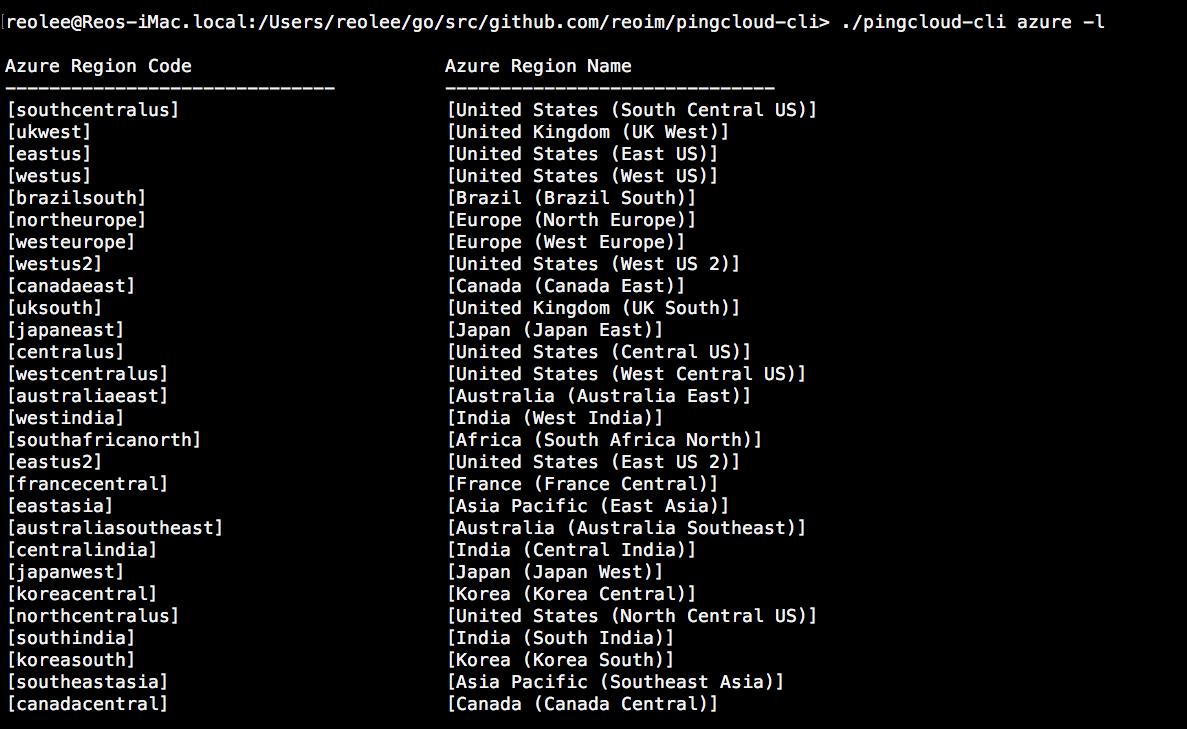 reolee@Reos-iMac.local:/Users/reolee/go/src/github.com/reoim/pingcloud-cli> ./pingcloud-cli azure -l
Azure Region Code Azure Region Name
------------------------------ ------------------------------
[southcentralus] [United States (South Central US)]
[ukwest] [United Kingdom (UK West)]
[eastus] [United States (East US)]
[westus] [United States (West US)]
[brazilsouth] [Brazil (Brazil South)]
[northeurope] [Europe (North Europe)]
[westeurope] [Europe (West Europe)]
[westus2] [United States (West US 2)]
[canadaeast] [Canada (Canada East)]
[uksouth] [United Kingdom (UK South)]
[japaneast] [Japan (Japan East)]
[centralus] [United States (Central US)]
[westcentralus] [United States (West Central US)]
[australiaeast] [Australia (Australia East)]
[westindia] [India (West India)]
[southafricanorth] [Africa (South Africa North)]
[eastus2] [United States (East US 2)]
[francecentral] [France (France Central)]
[eastasia] [Asia Pacific (East Asia)]
[australiasoutheast] [Australia (Australia Southeast)]
[centralindia] [India (Central India)]
[japanwest] [Japan (Japan West)]
[koreacentral] [Korea (Korea Central)]
[northcentralus] [United States (North Central US)]
[southindia] [India (South India)]
[koreasouth] [Korea (Korea South)]
[southeastasia] [Asia Pacific (Southeast Asia)]
[canadacentral] [Canada (Canada Central)]